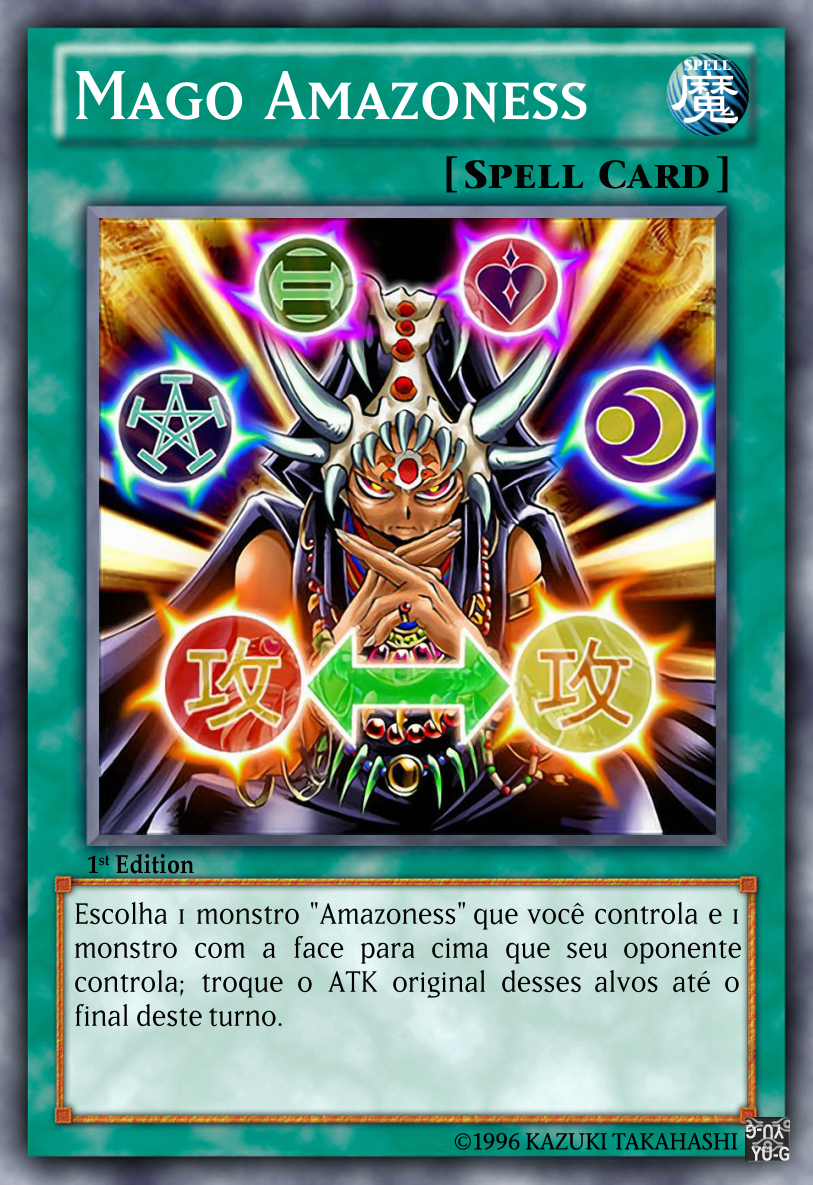 Mago Amazoness
SPELL
魔
[Spell Card]
攻 攻
1st Edition
Escolha 1 monstro "Amazoness" que você controla e 1
monstro com a face para cima que seu oponente
controla; troque o ATK original desses alvos até o
final deste turno.
©1996 KAZUKI TAKAHASHI
YU-G
YU-G